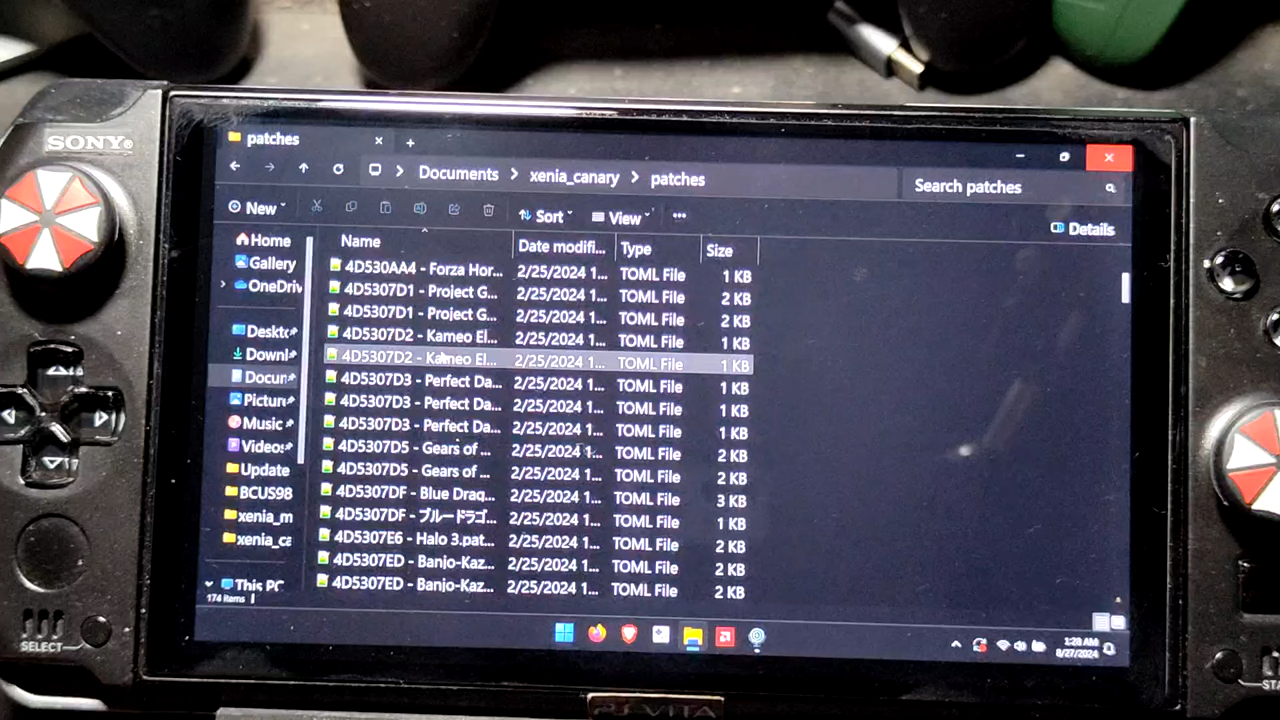 SONY
patches
Documents > xenia_canary > patches
Search patches
New
Sort
View
Details
Name
Date modifi...
Type
Size
Home
Gallery
OneDriv
Deskto
Downl
Docun
Picture
Music
Videos
Update
BCUS98
xenia_m
xenia_ca
This PC
4D530AA4 - Forza Hor... 2/25/2024 1... TOML File 1 KB
4D5307D1 - Project G... 2/25/2024 1... TOML File 2 KB
4D5307D1 - Project G... 2/25/2024 1... TOML File 2 KB
4D5307D2 - Kameo El... 2/25/2024 1... TOML File 1 KB
4D5307D2 - Kameo El... 2/25/2024 1... TOML File 1 KB
4D5307D3 - Perfect Da... 2/25/2024 1... TOML File 1 KB
4D5307D3 - Perfect Da... 2/25/2024 1... TOML File 1 KB
4D5307D3 - Perfect Da... 2/25/2024 1... TOML File 1 KB
4D5307D5 - Gears of ... 2/25/2024 1... TOML File 2 KB
4D5307D5 - Gears of ... 2/25/2024 1... TOML File 2 KB
4D5307DF - Blue Drag... 2/25/2024 1... TOML File 3 KB
4D5307DF - ブルードラゴ... 2/25/2024 1... TOML File 1 KB
4D5307E6 - Halo 3.pat... 2/25/2024 1... TOML File 2 KB
4D5307ED - Banjo-Kaz... 2/25/2024 1... TOML File 2 KB
4D5307ED - Banjo-Kaz... 2/25/2024 1... TOML File 2 KB
174 items
1:28 AM
8/27/2024
SELECT
STA
PS VITA